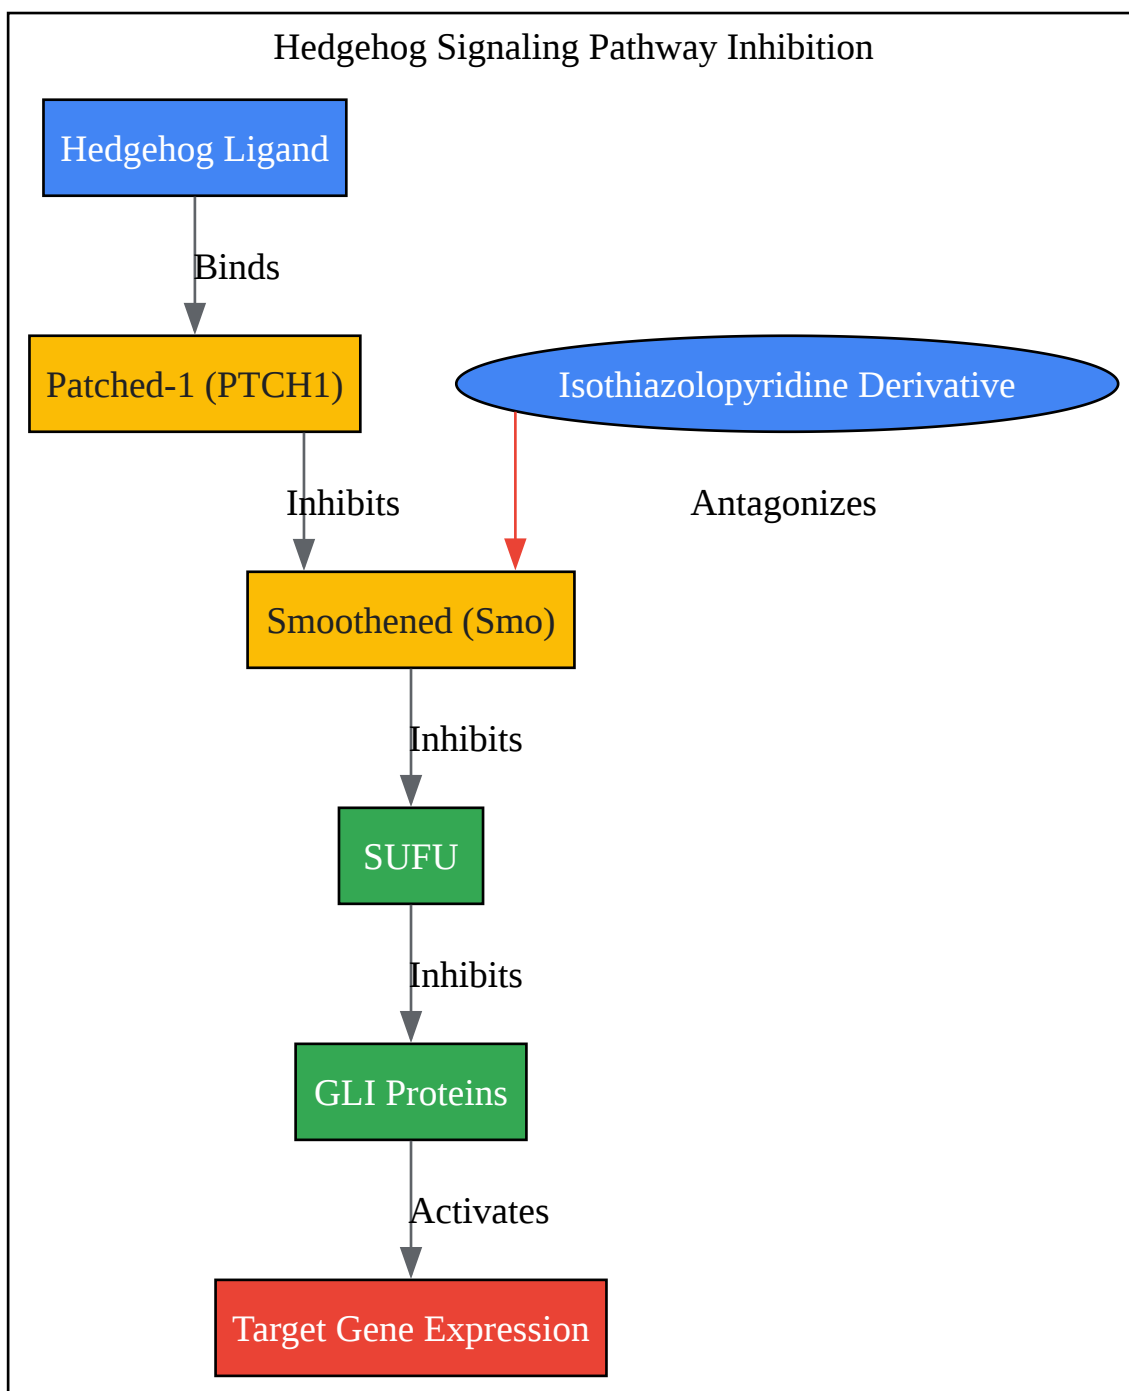 Hedgehog Signaling Pathway Inhibition
Hedgehog Ligand
Binds
Patched-1 (PTCH1)
Isothiazolopyridine Derivative
Inhibits
Antagonizes
Smoothened (Smo)
Inhibits
SUFU
Inhibits
GLI Proteins
Activates
Target Gene Expression